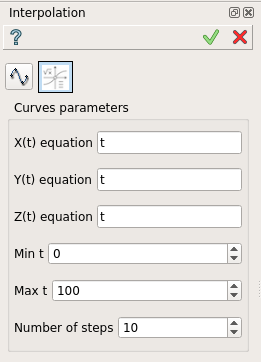 Interpolation
?
Curves parameters
X(t) equation t
Y(t) equation t
Z(t) equation t
Min t 0
Max t 100
Number of steps 10